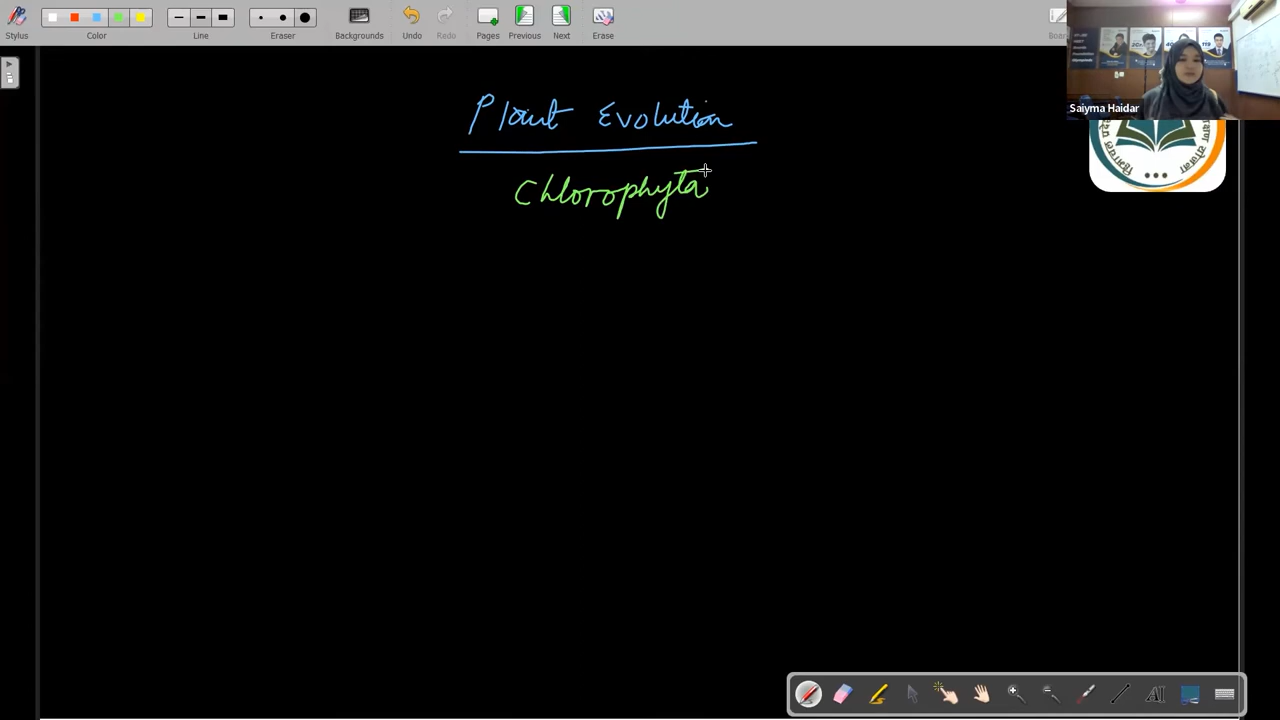 Stylus
Color
Line
Eraser
Backgrounds
Undo
Redo
Pages
Previous
Next
Erase
Saiyma Haidar
Plant Evolution
Chlorophyta